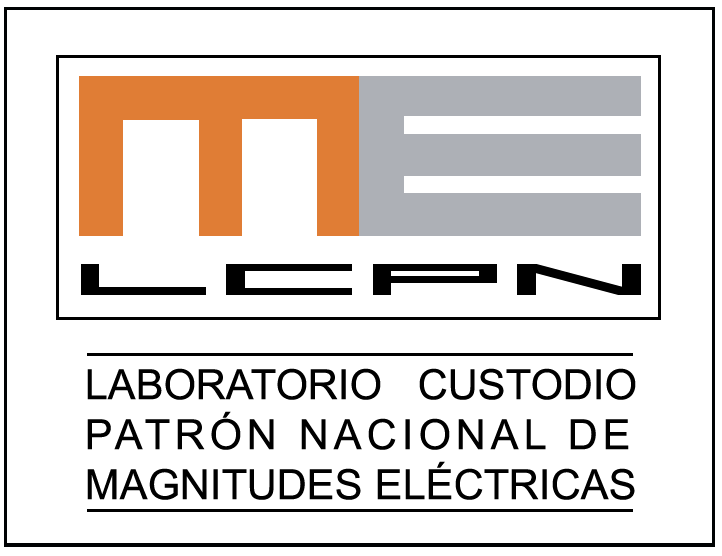 ME
LCPN
LABORATORIO CUSTODIO
PATRÓN NACIONAL DE
MAGNITUDES ELÉCTRICAS